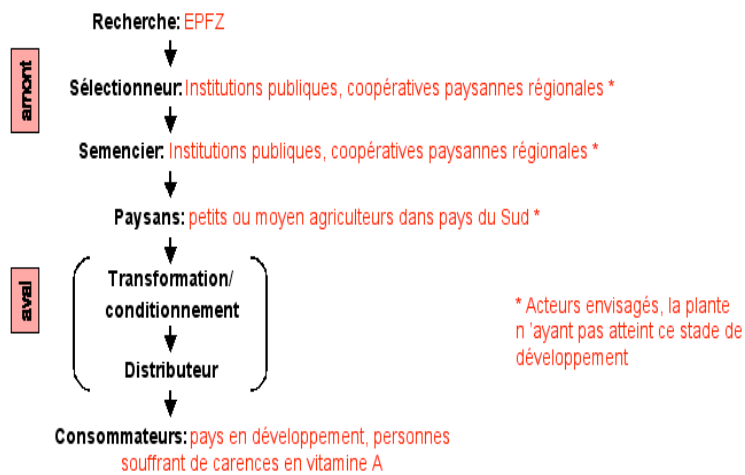 Recherche: EPFZ
amont
Sélectionneur: Institutions publiques, coopératives paysannes régionales *
Semencier: Institutions publiques, coopératives paysannes régionales *
Paysans: petits ou moyen agriculteurs dans pays du Sud *
aval
Transformation/
conditionnement
Distributeur
* Acteurs envisagés, la plante
n 'ayant pas atteint ce stade de
développement
Consommateurs: pays en développement, personnes
souffrant de carences en vitamine A